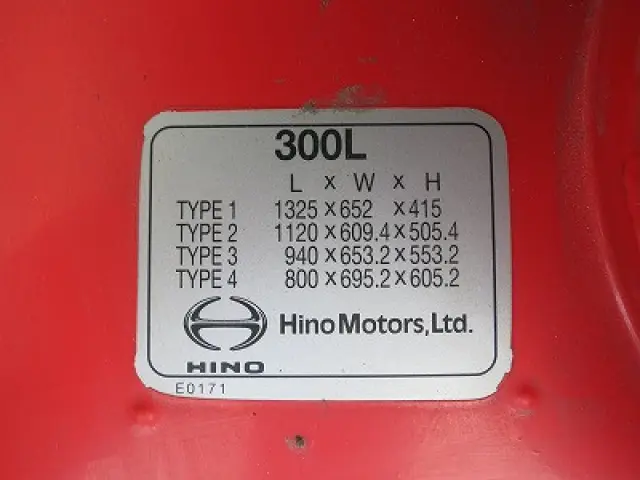 300L
L x W x H
TYPE 1 1325 x 652 x 415
TYPE 2 1120 x 609.4 x 505.4
TYPE 3 940 x 653.2 x 553.2
TYPE 4 800 x 695.2 x 605.2
HINO Hino Motors, Ltd.
E0171